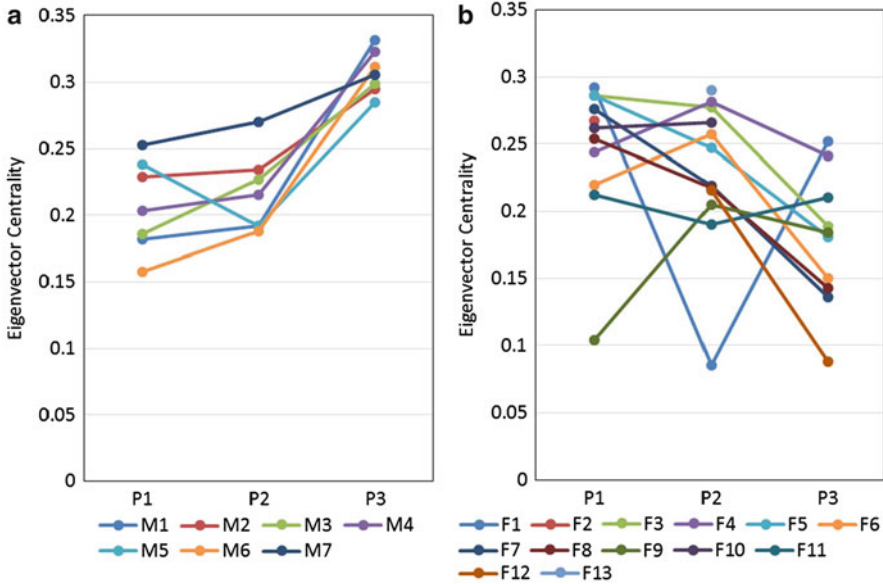 a
0.35
0.3
0.25
0.2
0.15
0.1
0.05
0
Eigenvector Centrality
P1 P2 P3
M1 M2 M3 M4
M5 M6 M7
b
0.35
0.3
0.25
0.2
0.15
0.1
0.05
0
Eigenvector Centrality
P1 P2 P3
F1 F2 F3 F4 F5 F6
F7 F8 F9 F10 F11
F12 F13